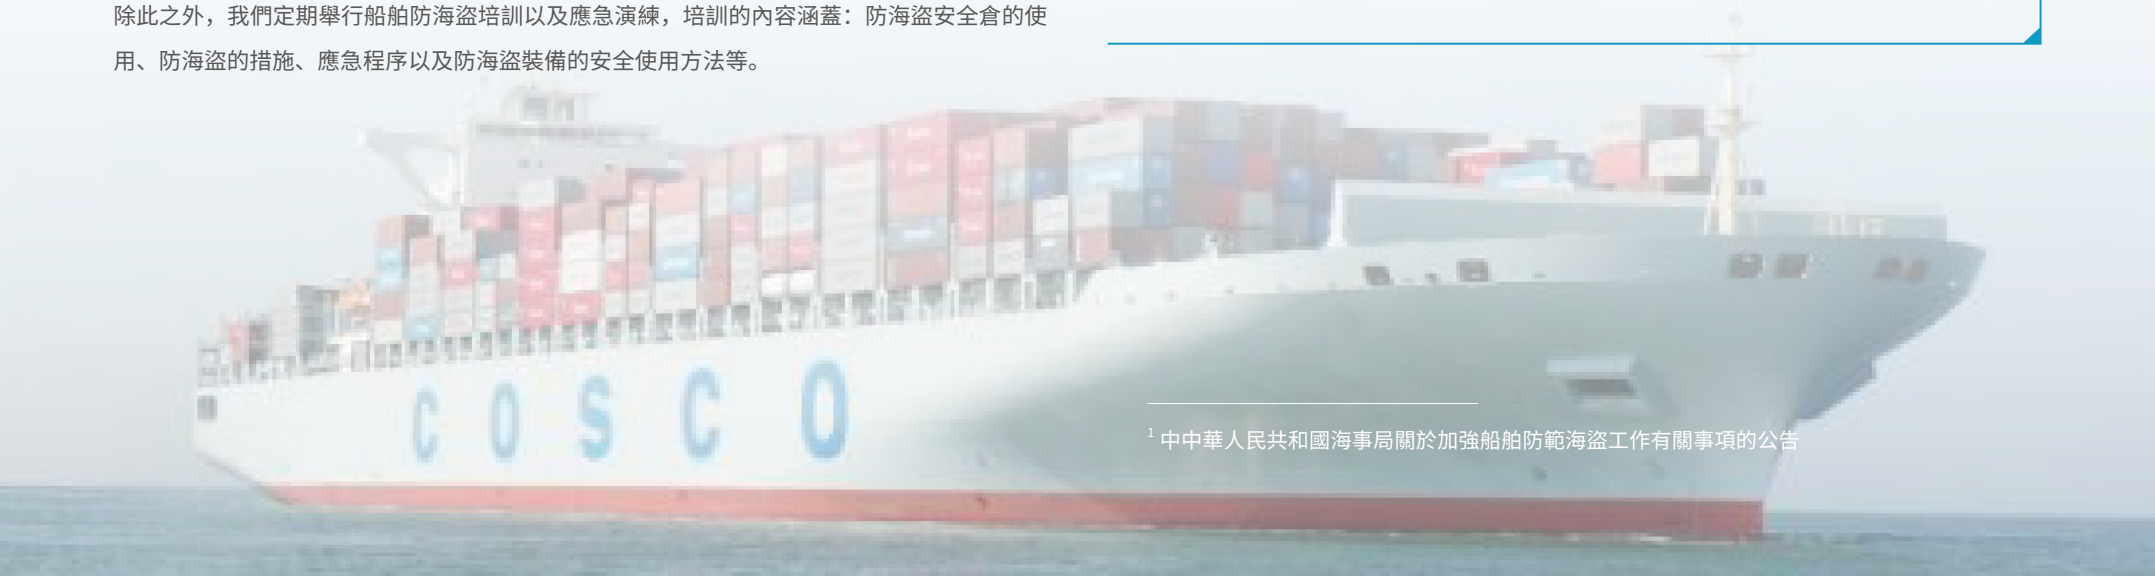 除此之外，我們定期舉行船舶防海盜培訓以及應急演練，培訓的內容涵蓋：防海盜安全倉的使
用、防海盜的措施、應急程序以及防海盜裝備的安全使用方法等。
COSCO
1 中中華人民共和國海事局關於加強船舶防範海盜工作有關事項的公告